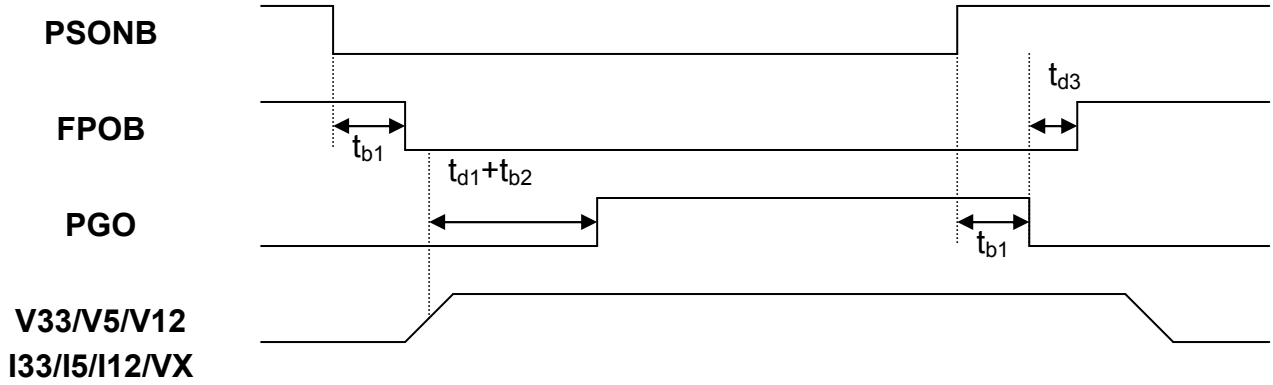 PSONB
t_d3
FPOB
t_b1
t_d1+t_b2
PGO
t_b1
V33/V5/V12
I33/I5/I12/VX